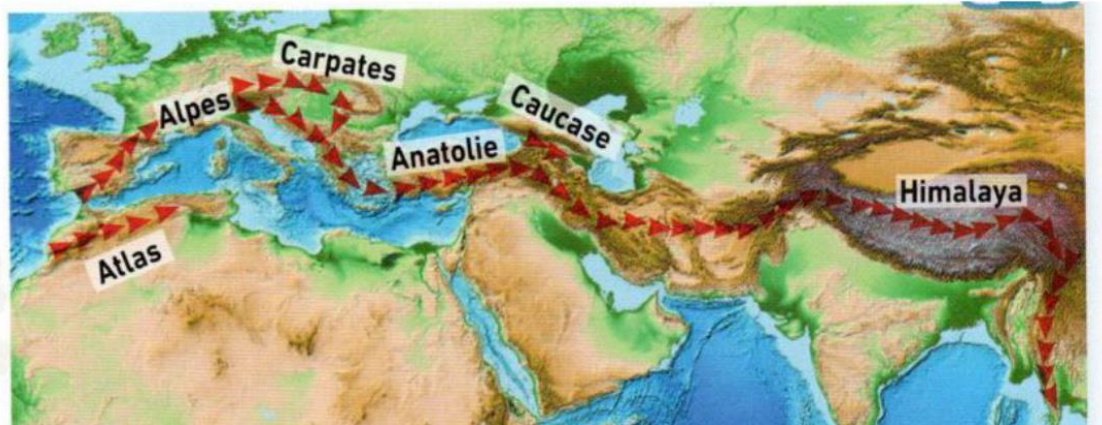 Carpates
Alpes
Caucase
Anatolie
Himalaya
Atlas